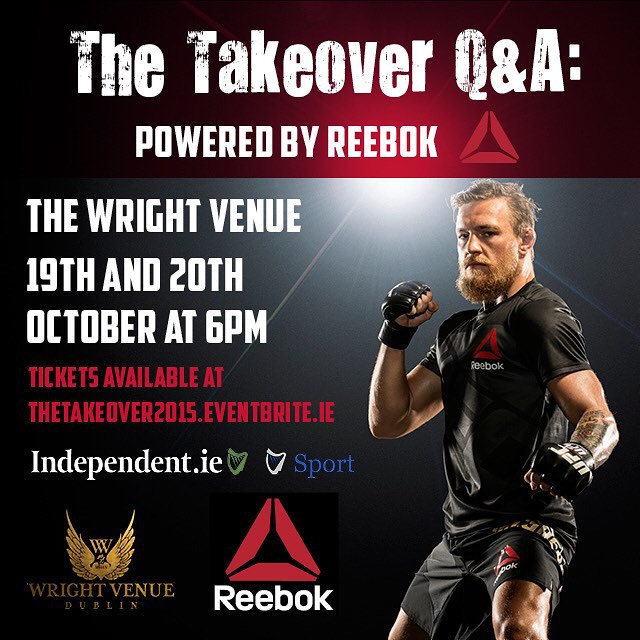 The Takeover Q&A:
POWERED BY REEBOK
THE WRIGHT VENUE
19TH AND 20TH
OCTOBER AT 6PM
TICKETS AVAILABLE AT
THETAKEOVER2015.EVENTBRITE.IE
Independent.ie Sport
W
WRIGHT VENUE
DUBLIN
Reebok
Reebok
Reebok